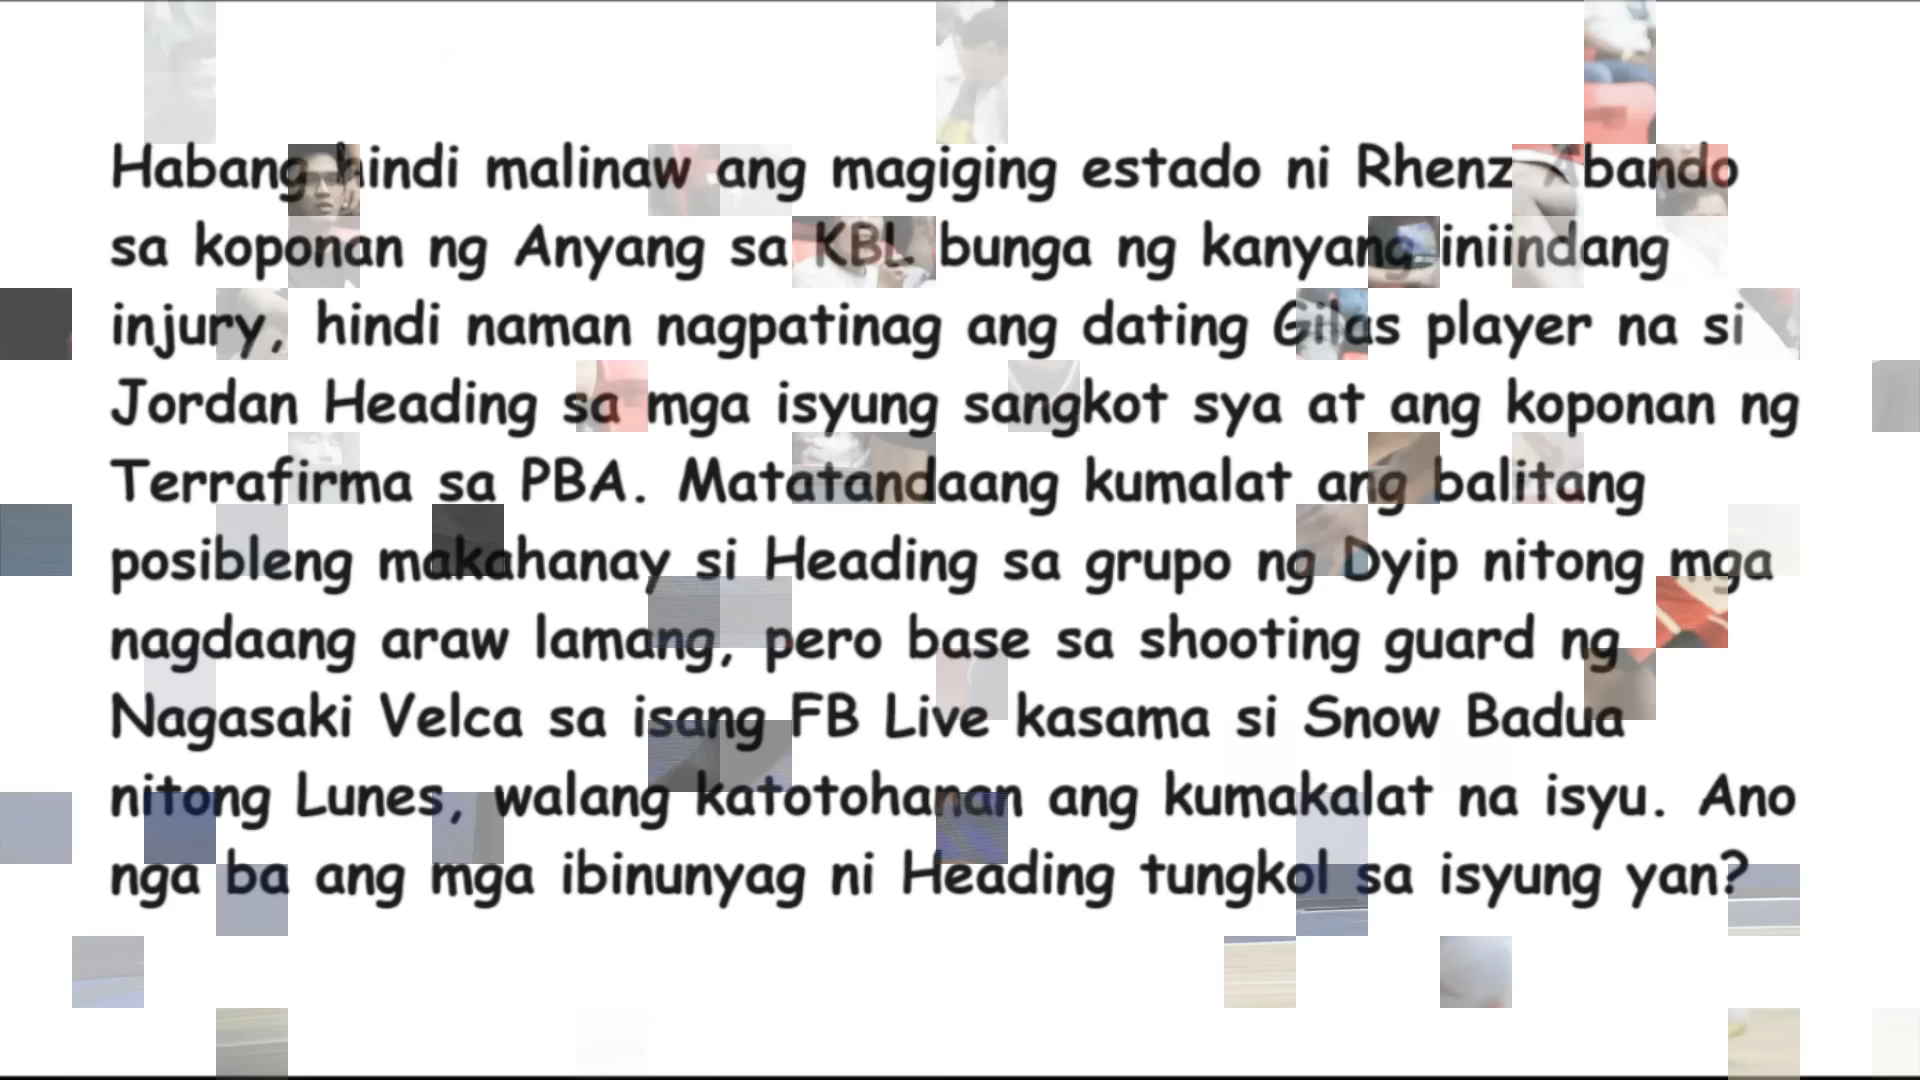 Habang hindi malinaw ang magiging estado ni Rhenz Abando
sa koponan ng Anyang sa KBL bunga ng kanyang iniindang
injury, hindi naman nagpatinag ang dating Gilas player na si
Jordan Heading sa mga isyung sangkot sya at ang koponan ng
Terrafirma sa PBA. Matatandaang kumalat ang balitang
posibleng makahanay si Heading sa grupo ng Dyip nitong mga
nagdaang araw lamang, pero base sa shooting guard ng
Nagasaki Velca sa isang FB Live kasama si Snow Badua
nitong Lunes, walang katotohanan ang kumakalat na isyu. Ano
nga ba ang mga ibinunyag ni Heading tungkol sa isyung yan?